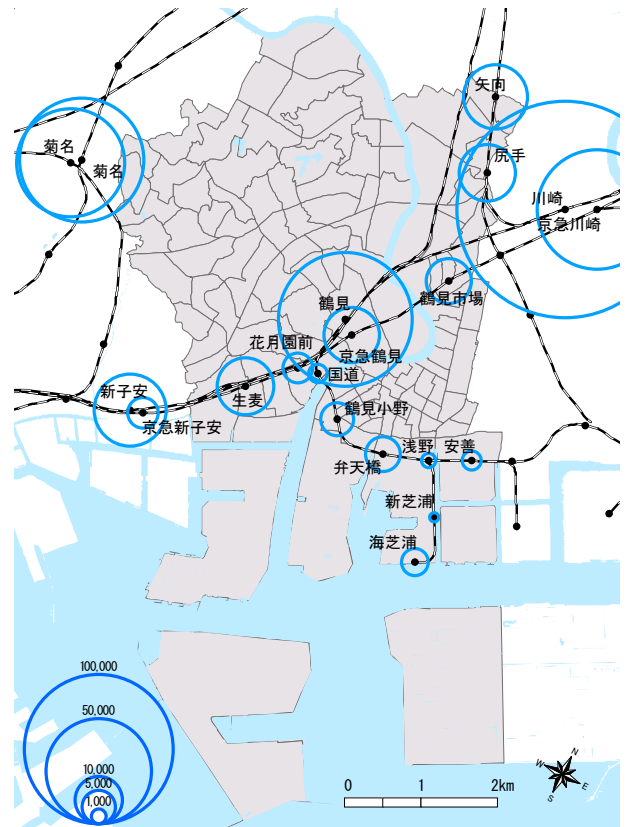 矢向
菊名
菊名
尻手
川崎
京急川崎
鶴見市場
鶴見
花月園前
京急鶴見
国道
新子安
生麦
京急新子安
鶴見小野
浅野
安善
弁天橋
新芝浦
海芝浦
100,000
50,000
10,000
5,000
1,000
0 1 2km
N
W
E
S